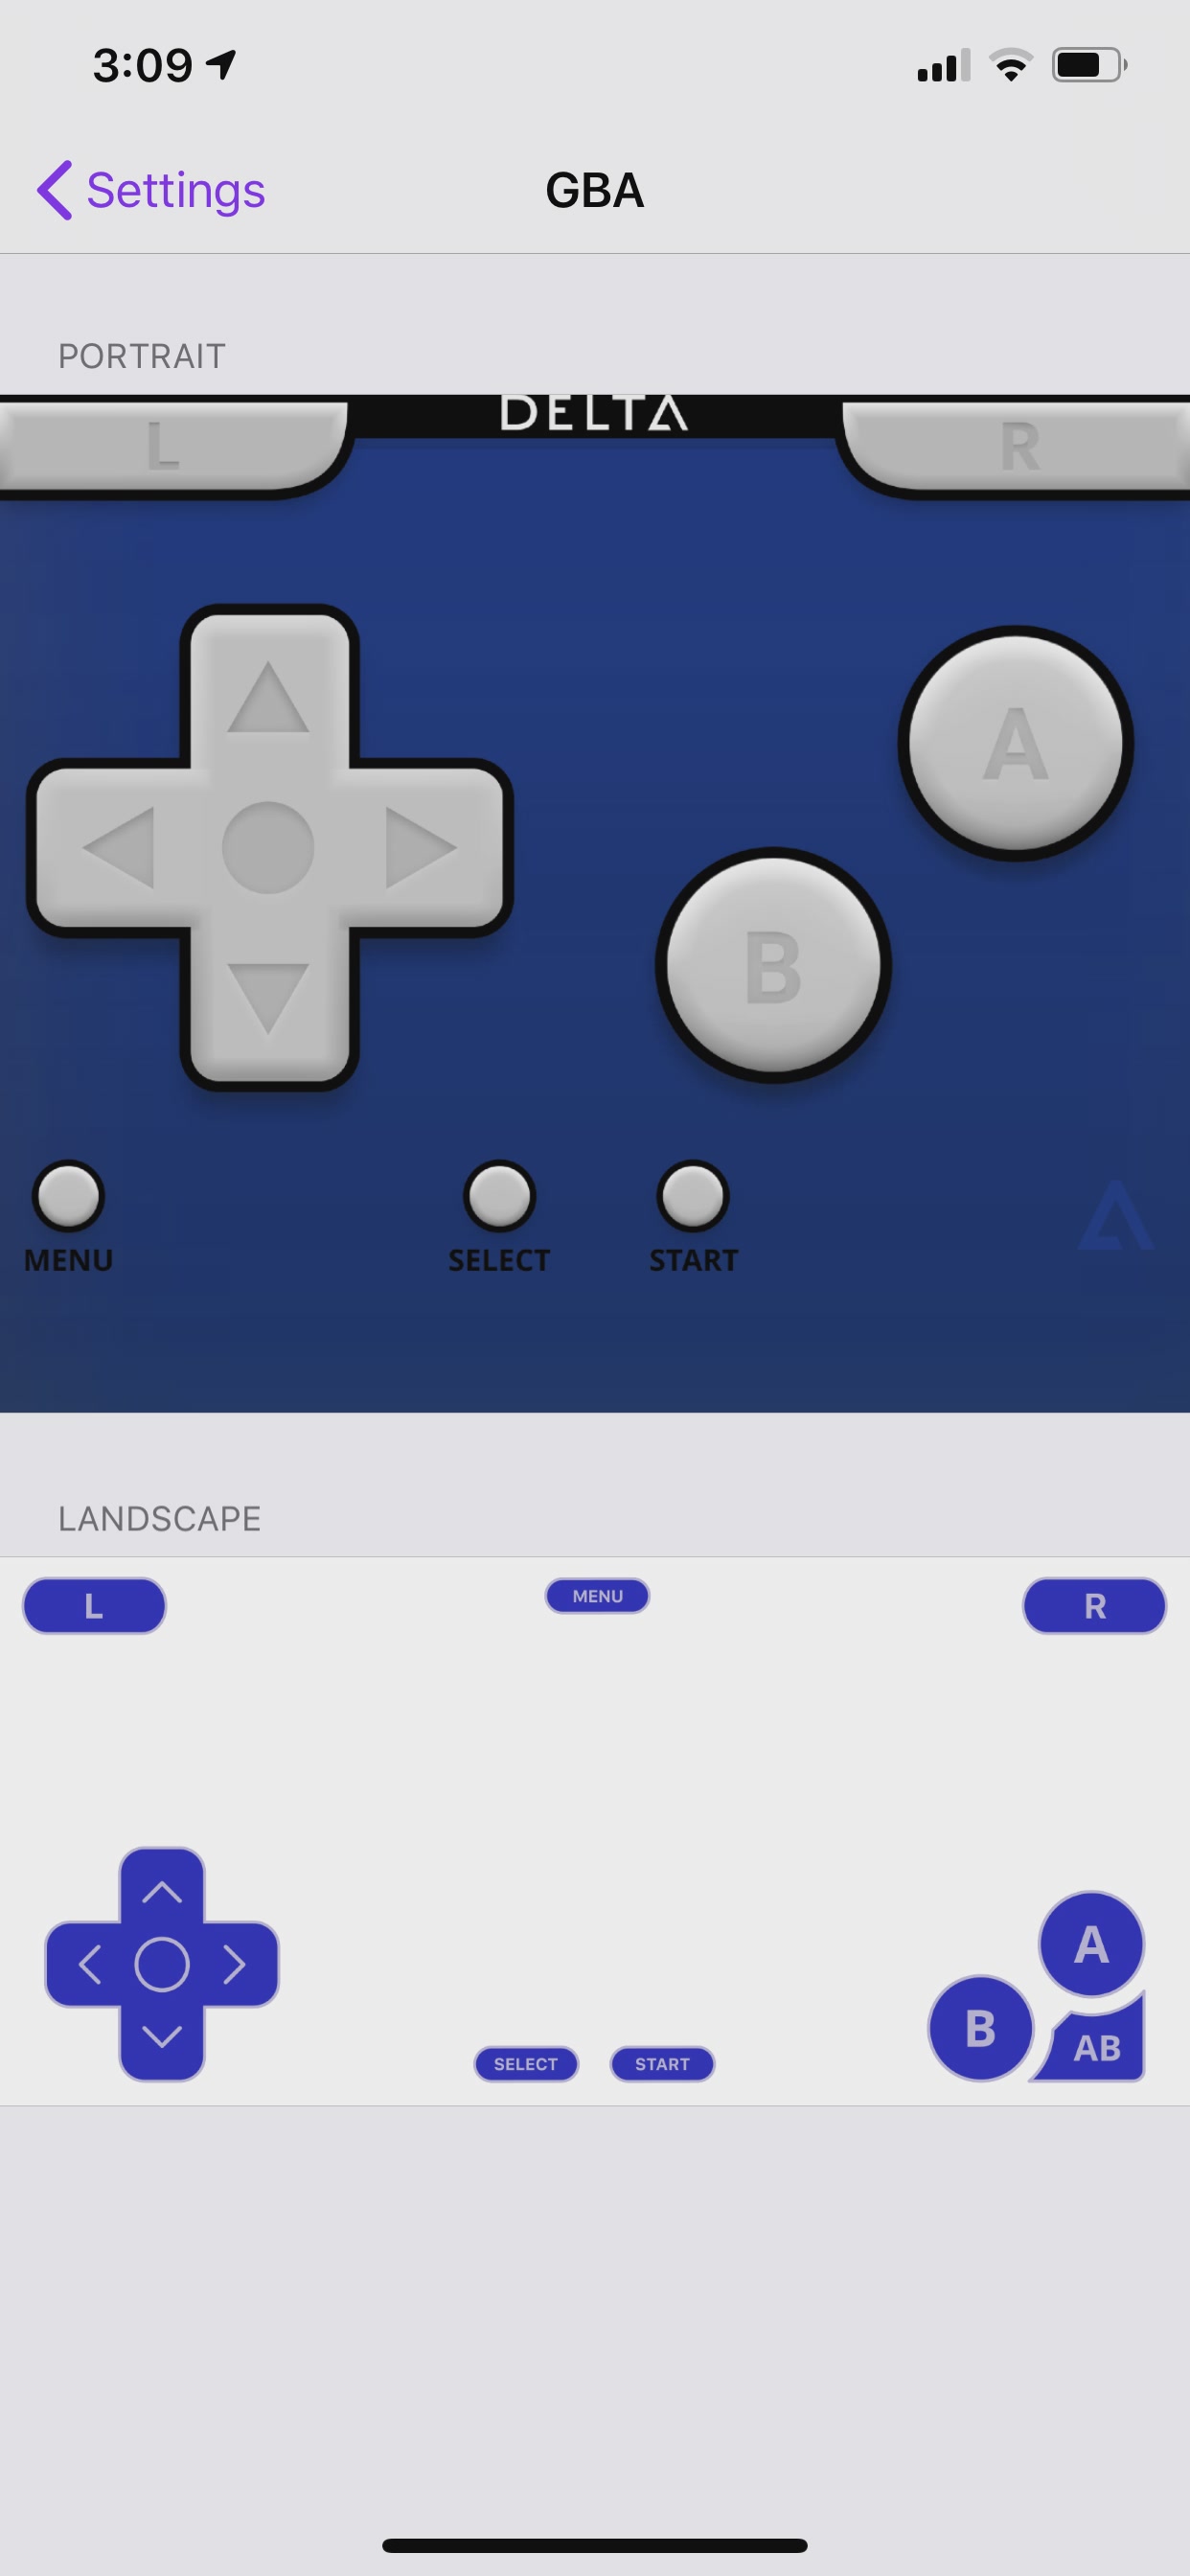 3:09
Settings
GBA
PORTRAIT
L
DELTA
R
A
B
MENU
SELECT
START
LANDSCAPE
L
MENU
R
A
B
AB
SELECT
START